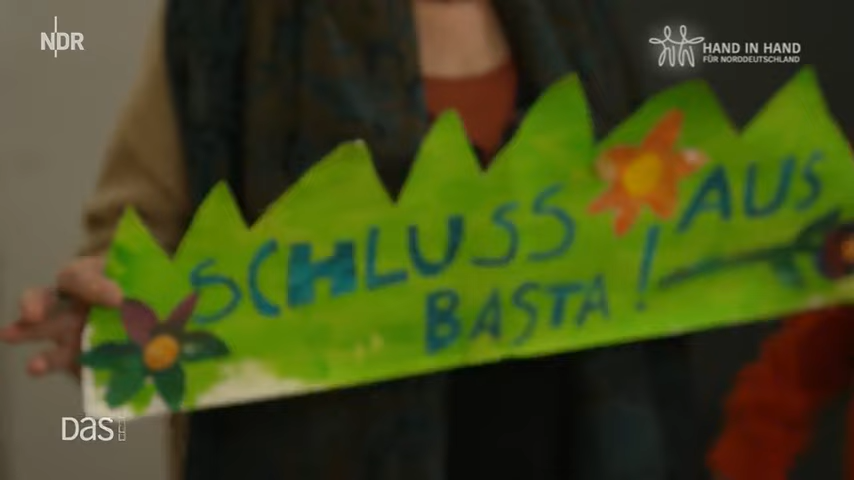 NDR
HAND IN HAND
FÜR NORDDEUTSCHLAND
SCHLUSS AUS
BASTA!
DAS!